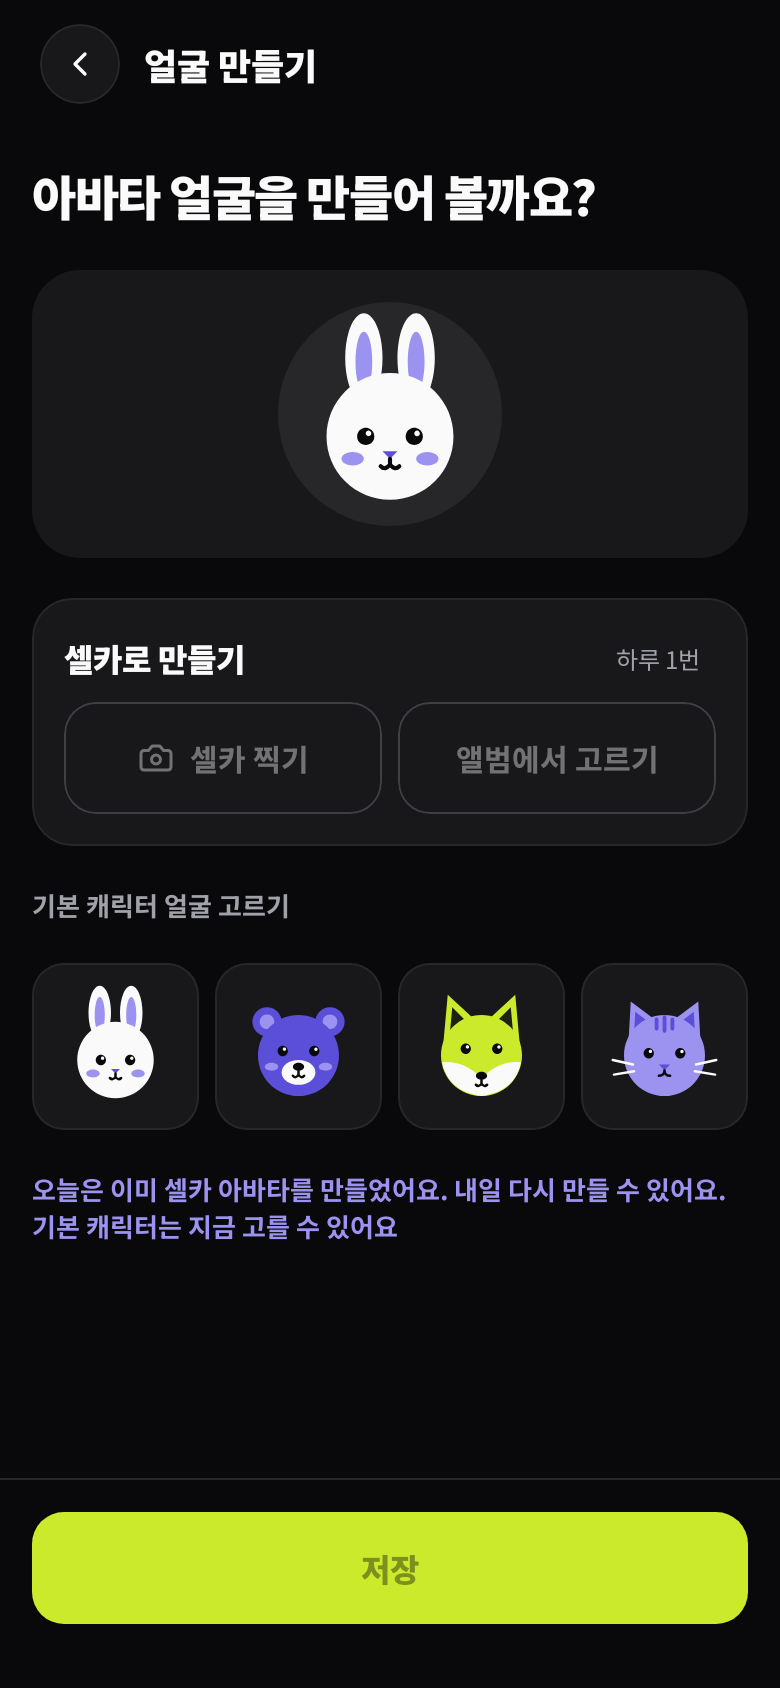 얼굴 만들기
아바타 얼굴을 만들어 볼까요?
셀카로 만들기
하루 1번
셀카 찍기
앨범에서 고르기
기본 캐릭터 얼굴 고르기
오늘은 이미 셀카 아바타를 만들었어요. 내일 다시 만들 수 있어요.
기본 캐릭터는 지금 고를 수 있어요
저장